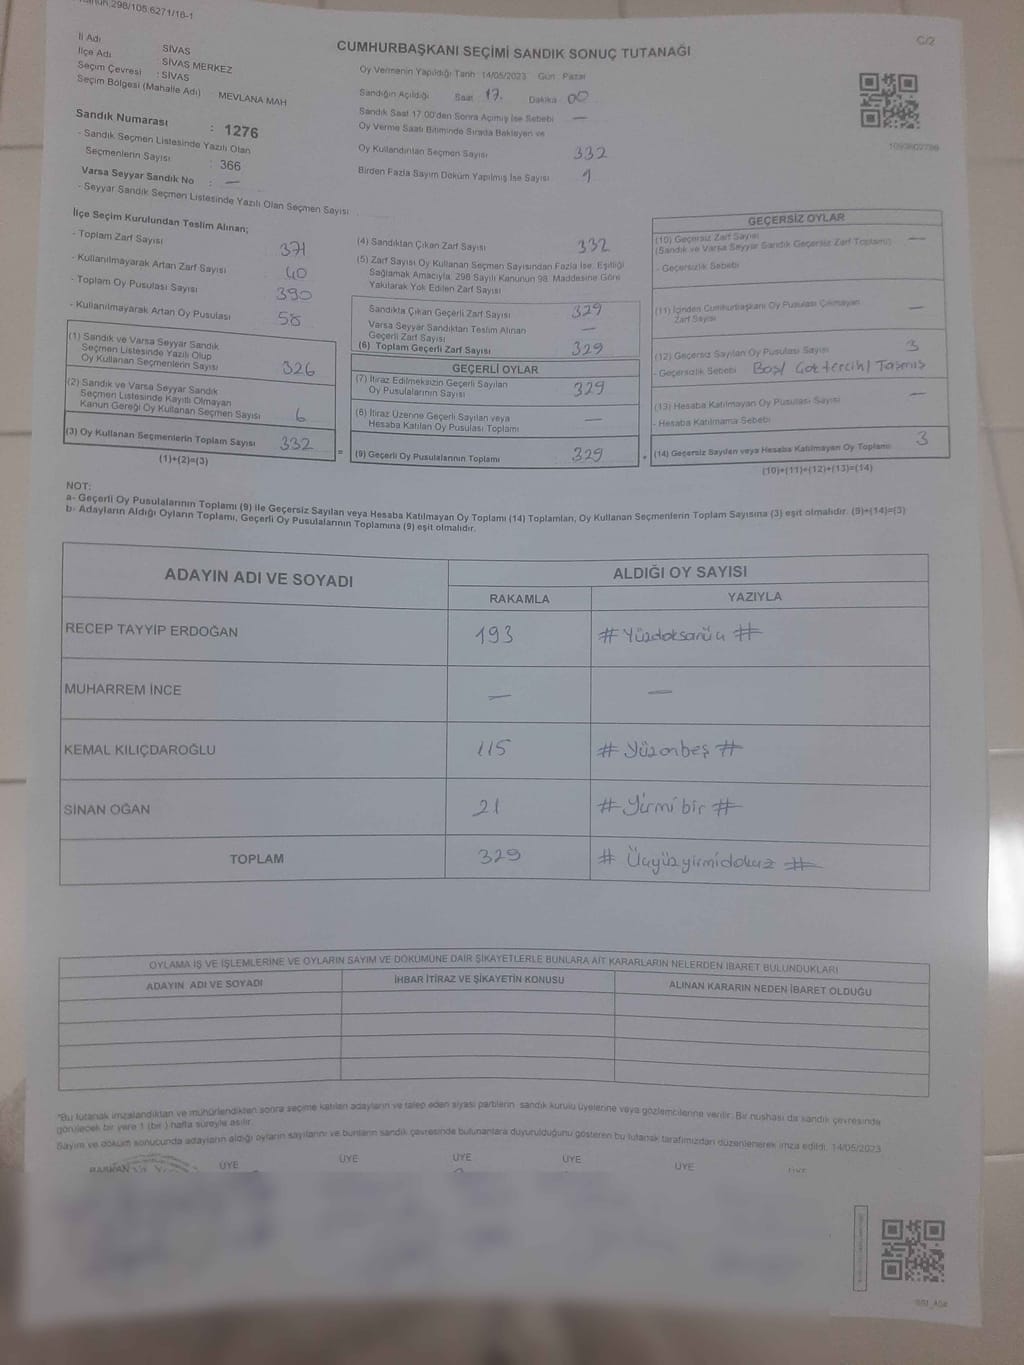 298/105,6271/18-1
C/2
İl Adı : SİVAS
İlçe Adı : SİVAS MERKEZ
Seçim Çevresi : SİVAS
Seçim Bölgesi (Mahalle Adı) : MEVLANA MAH
CUMHURBAŞKANI SEÇİMİ SANDIK SONUÇ TUTANAĞI
Oy Vermenin Yapıldığı Tarih 14/05/2023 Gün Pazar
Sandığın Açıldığı Saat 17. Dakika 00
Sandık Saat 17.00'den Sonra Açılmış İse Sebebi —
Oy Verme Saati Bitiminde Sırada Bekleyen ve
Oy Kullandırılan Seçmen Sayısı 332
Birden Fazla Sayım Döküm Yapılmış İse Sayısı 1
Sandık Numarası : 1276
- Sandık Seçmen Listesinde Yazılı Olan
Seçmenlerin Sayısı : 366
Varsa Seyyar Sandık No : —
- Seyyar Sandık Seçmen Listesinde Yazılı Olan Seçmen Sayısı
İlçe Seçim Kurulundan Teslim Alınan;
- Toplam Zarf Sayısı 371
- Kullanılmayarak Artan Zarf Sayısı 40
- Toplam Oy Pusulası Sayısı 390
- Kullanılmayarak Artan Oy Pusulası 58
(1) Sandık ve Varsa Seyyar Sandık
Seçmen Listesinde Yazılı Olup
Oy Kullanan Seçmenlerin Sayısı 326
(2) Sandık ve Varsa Seyyar Sandık
Seçmen Listesinde Kayıtlı Olmayan
Kanun Gereği Oy Kullanan Seçmen Sayısı 6
(3) Oy Kullanan Seçmenlerin Toplam Sayısı 332
(1)+(2)=(3)
(4) Sandıktan Çıkan Zarf Sayısı 332
(5) Zarf Sayısı Oy Kullanan Seçmen Sayısından Fazla İse, Eşitliği
Sağlamak Amacıyla, 298 Sayılı Kanunun 98. Maddesine Göre
Yakılarak Yok Edilen Zarf Sayısı
Sandıkta Çıkan Geçerli Zarf Sayısı 329
Varsa Seyyar Sandıktan Teslim Alınan
Geçerli Zarf Sayısı —
(6) Toplam Geçerli Zarf Sayısı 329
GEÇERLİ OYLAR
(7) İtiraz Edilmeksizin Geçerli Sayılan
Oy Pusulalarının Sayısı 329
(8) İtiraz Üzerine Geçerli Sayılan veya
Hesaba Katılan Oy Pusulası Toplamı —
= (9) Geçerli Oy Pusulalarının Toplamı 329
GEÇERSİZ OYLAR
(10) Geçersiz Zarf Sayısı —
(Sandık ve Varsa Seyyar Sandık Geçersiz Zarf Toplamı)
- Geçersizlik Sebebi
(11) İçinden Cumhurbaşkanı Oy Pusulası Çıkmayan
Zarf Sayısı —
(12) Geçersiz Sayılan Oy Pusulası Sayısı 3
- Geçersizlik Sebebi Boş/ Çok tercih/ Taşmış
(13) Hesaba Katılmayan Oy Pusulası Sayısı —
- Hesaba Katılmama Sebebi
+ (14) Geçersiz Sayılan veya Hesaba Katılmayan Oy Toplamı 3
(10)+(11)+(12)+(13)=(14)
NOT:
a- Geçerli Oy Pusulalarının Toplamı (9) ile Geçersiz Sayılan veya Hesaba Katılmayan Oy Toplamı (14) Toplamları, Oy Kullanan Seçmenlerin Toplam Sayısına (3) eşit olmalıdır. (9)+(14)=(3)
b- Adayların Aldığı Oyların Toplamı, Geçerli Oy Pusulalarının Toplamına (9) eşit olmalıdır.
ADAYIN ADI VE SOYADI
ALDIĞI OY SAYISI
RAKAMLA YAZIYLA
RECEP TAYYİP ERDOĞAN 193 # Yüzdoksanüç #
MUHARREM İNCE — —
KEMAL KILIÇDAROĞLU 115 # Yüzonbeş #
SİNAN OĞAN 21 # Yirmibir #
TOPLAM 329 # Üçyüzyirmidokuz #
OYLAMA İŞ VE İŞLEMLERİNE VE OYLARIN SAYIM VE DÖKÜMÜNE DAİR ŞİKAYETLERLE BUNLARA AİT KARARLARIN NELERDEN İBARET BULUNDUKLARI
ADAYIN ADI VE SOYADI İHBAR İTİRAZ VE ŞİKAYETİN KONUSU ALINAN KARARIN NEDEN İBARET OLDUĞU
*Bu tutanak imzalandıktan ve mühürlendikten sonra seçime katılan adayların ve talep eden siyasi partilerin, sandık kurulu üyelerine veya gözlemcilerine verilir. Bir nüshası da sandık çevresinde
görülecek bir yere 1 (bir ) hafta süreyle asılır.
Sayım ve döküm sonucunda adayların aldığı oyların sayılarını ve bunların sandık çevresinde bulunanlara duyurulduğunu gösteren bu tutanak tarafımızdan düzenlenerek imza edildi. 14/05/2023
BAŞKAN ÜYE ÜYE ÜYE ÜYE ÜYE ÜYE